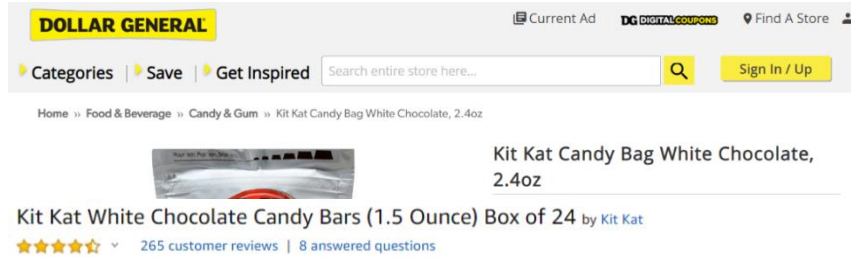 DOLLAR GENERAL
Current Ad DG DIGITAL COUPONS Find A Store
Categories | Save | Get Inspired Search entire store here... Sign In / Up
Home » Food & Beverage » Candy & Gum » Kit Kat Candy Bag White Chocolate, 2.4oz
Kit Kat Candy Bag White Chocolate,
2.4oz
Kit Kat White Chocolate Candy Bars (1.5 Ounce) Box of 24 by Kit Kat
265 customer reviews | 8 answered questions